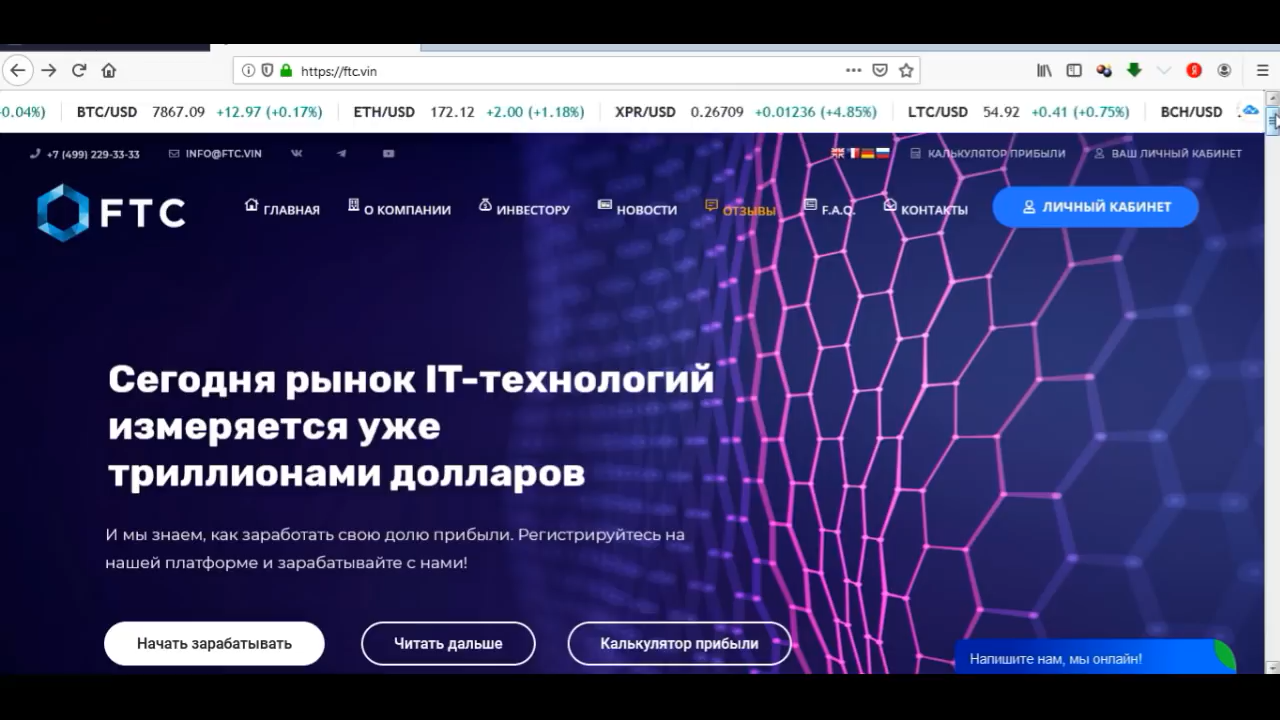 https://ftc.vin
0.04%) BTC/USD 7867.09 +12.97 (+0.17%) ETH/USD 172.12 +2.00 (+1.18%) XPR/USD 0.26709 +0.01236 (+4.85%) LTC/USD 54.92 +0.41 (+0.75%) BCH/USD
+7 (499) 229-33-33 INFO@FTC.VIN КАЛЬКУЛЯТОР ПРИБЫЛИ ВАШ ЛИЧНЫЙ КАБИНЕТ
FTC ГЛАВНАЯ О КОМПАНИИ ИНВЕСТОРУ НОВОСТИ ОТЗЫВЫ F.A.Q. КОНТАКТЫ ЛИЧНЫЙ КАБИНЕТ
Сегодня рынок IT-технологий
измеряется уже
триллионами долларов
И мы знаем, как заработать свою долю прибыли. Регистрируйтесь на
нашей платформе и зарабатывайте с нами!
Начать зарабатывать Читать дальше Калькулятор прибыли
Напишите нам, мы онлайн!